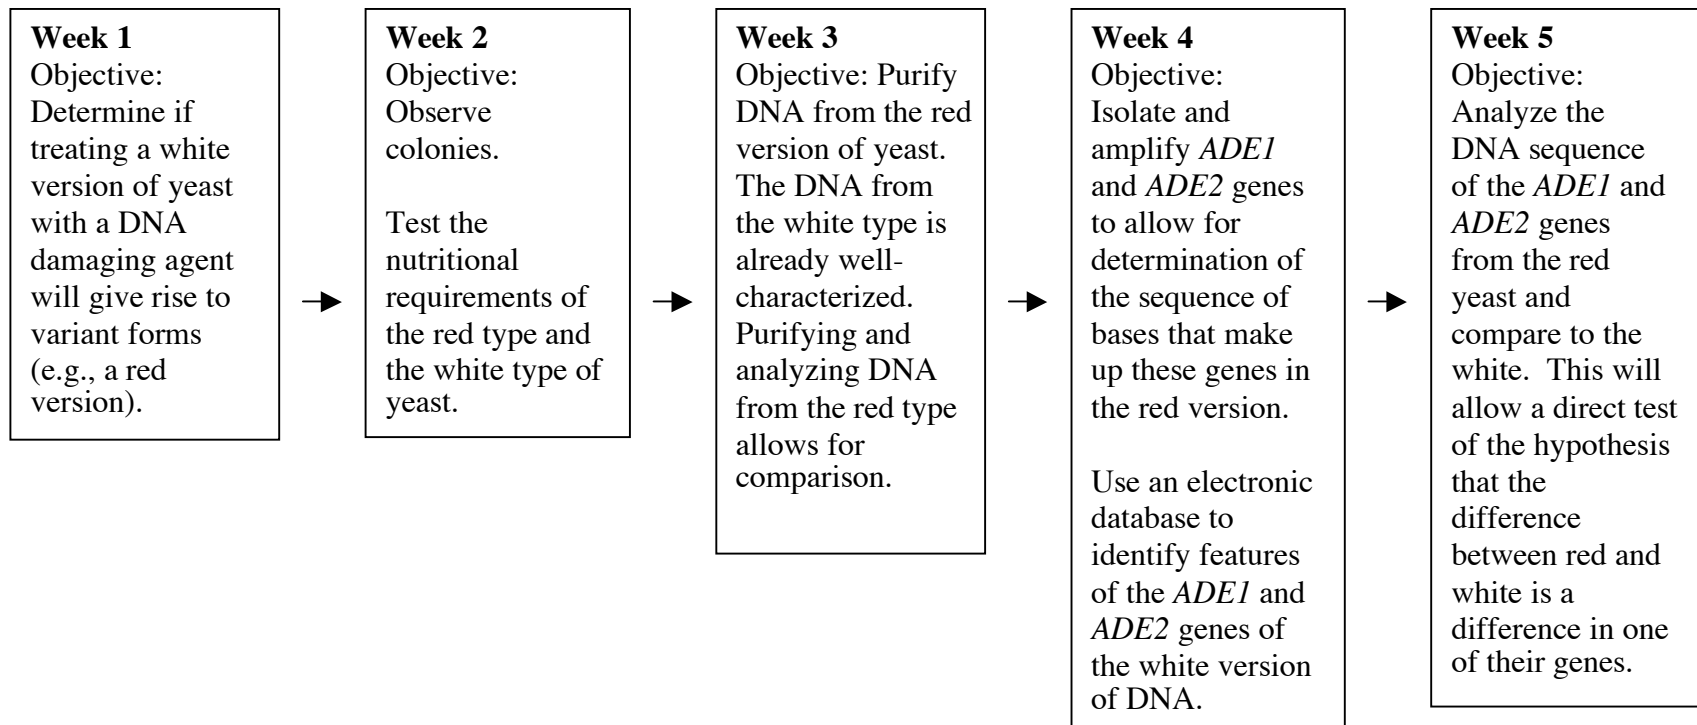 Week 1
Objective:
Determine if
treating a white
version of yeast
with a DNA
damaging agent
will give rise to
variant forms
(e.g., a red
version).
Week 2
Objective:
Observe
colonies.
Test the
nutritional
requirements of
the red type and
the white type of
yeast.
Week 3
Objective: Purify
DNA from the red
version of yeast.
The DNA from
the white type is
already well-
characterized.
Purifying and
analyzing DNA
from the red type
allows for
comparison.
Week 4
Objective:
Isolate and
amplify ADE1
and ADE2 genes
to allow for
determination of
the sequence of
bases that make
up these genes in
the red version.
Use an electronic
database to
identify features
of the ADE1 and
ADE2 genes of
the white version
of DNA.
Week 5
Objective:
Analyze the
DNA sequence
of the ADE1 and
ADE2 genes
from the red
yeast and
compare to the
white.  This will
allow a direct test
of the hypothesis
that the
difference
between red and
white is a
difference in one
of their genes.